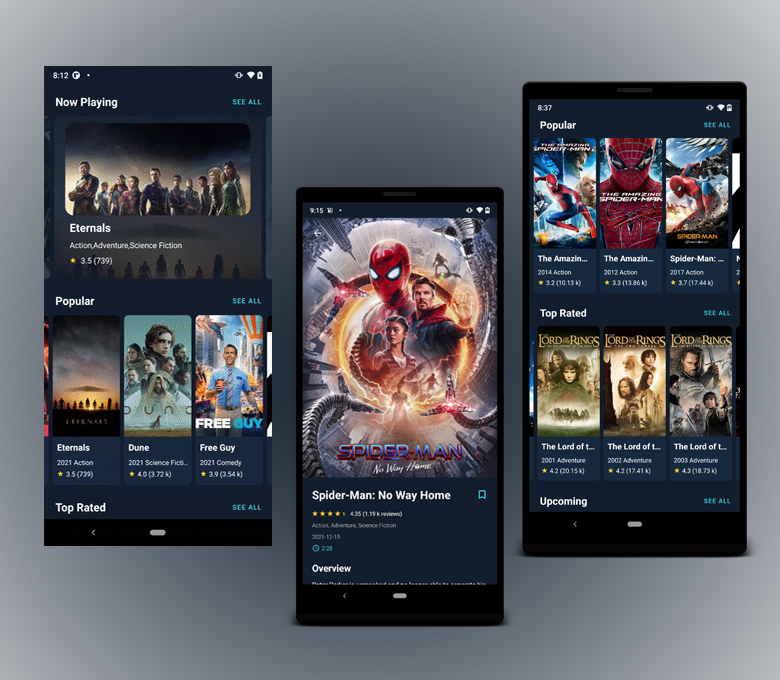 8:12
Now Playing SEE ALL
Eternals
Action,Adventure,Science Fiction
3.5 (739)
Popular SEE ALL
ETERNALS
DUNC
FREE GUY
Eternals
2021 Action
3.5 (739)
Dune
2021 Science Ficti..
4.0 (3.72 k)
Free Guy
2021 Comedy
3.9 (3.54 k)
Top Rated SEE ALL
9:15
SPIDER-MAN
No Way Home
Spider-Man: No Way Home
4.35 (1.19 k reviews)
Action, Adventure, Science Fiction
2021-12-15
2:28
Overview
8:37
Popular SEE ALL
THE AMAZING
SPIDER-MAN
THE AMAZING
SPIDER-MAN
SPIDER-MAN
The Amazin...
2014 Action
3.2 (10.13 k)
The Amazin...
2012 Action
3.3 (13.86 k)
Spider-Man: ...
2017 Action
3.7 (17.44 k)
Top Rated SEE ALL
THE LORD OF THE RINGS
THE LORD OF THE RINGS
THE LORD OF THE RINGS
The Lord of t...
2001 Adventure
4.2 (20.15 k)
The Lord of t...
2002 Adventure
4.2 (17.41 k)
The Lord of t...
2003 Adventure
4.3 (18.73 k)
Upcoming SEE ALL